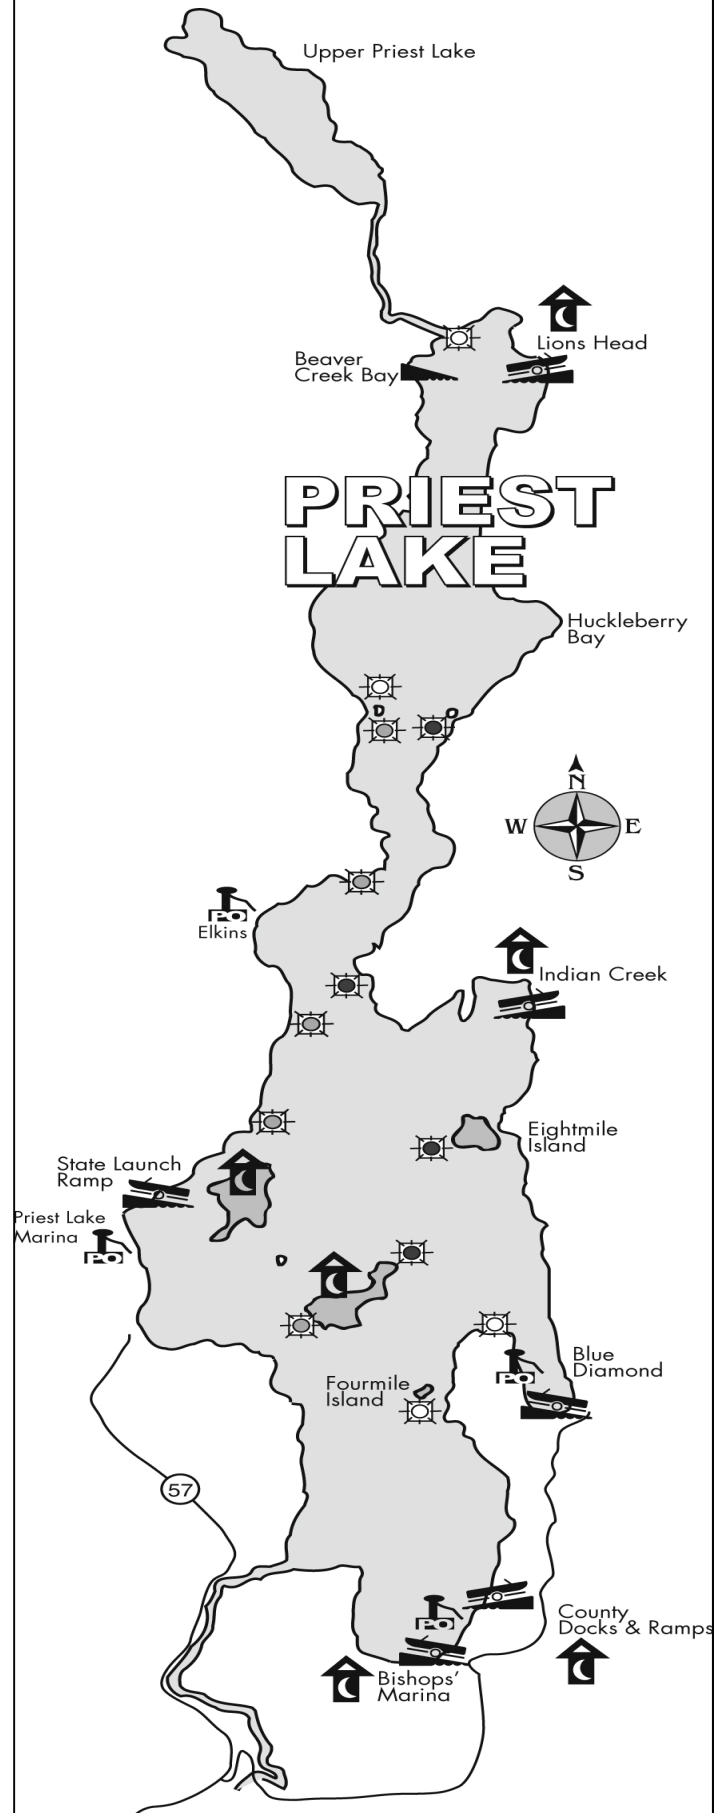 Upper Priest Lake
Lions Head
Beaver
Creek Bay
PRIEST
LAKE
Huckleberry
Bay
N
W E
S
PO
Elkins
Indian Creek
Eightmile
Island
State Launch
Ramp
Priest Lake
Marina
PO
Blue
Diamond
PO
Fourmile
Island
57
County
Docks & Ramps
PO
Bishops'
Marina